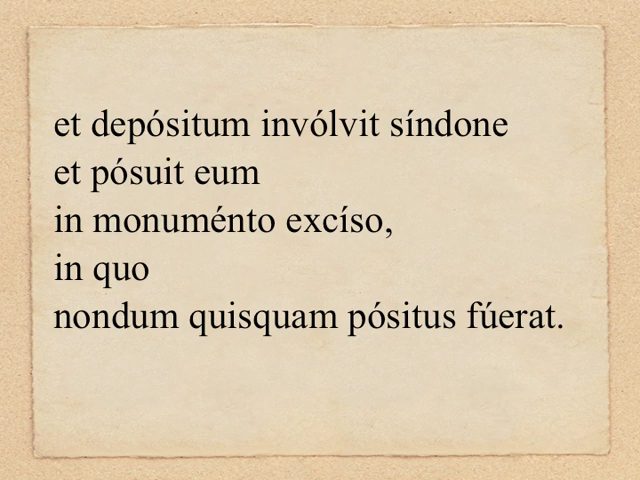 et depósitum invólvit síndone
et pósuit eum
in monuménto excíso,
in quo
nondum quisquam pósitus fúerat.